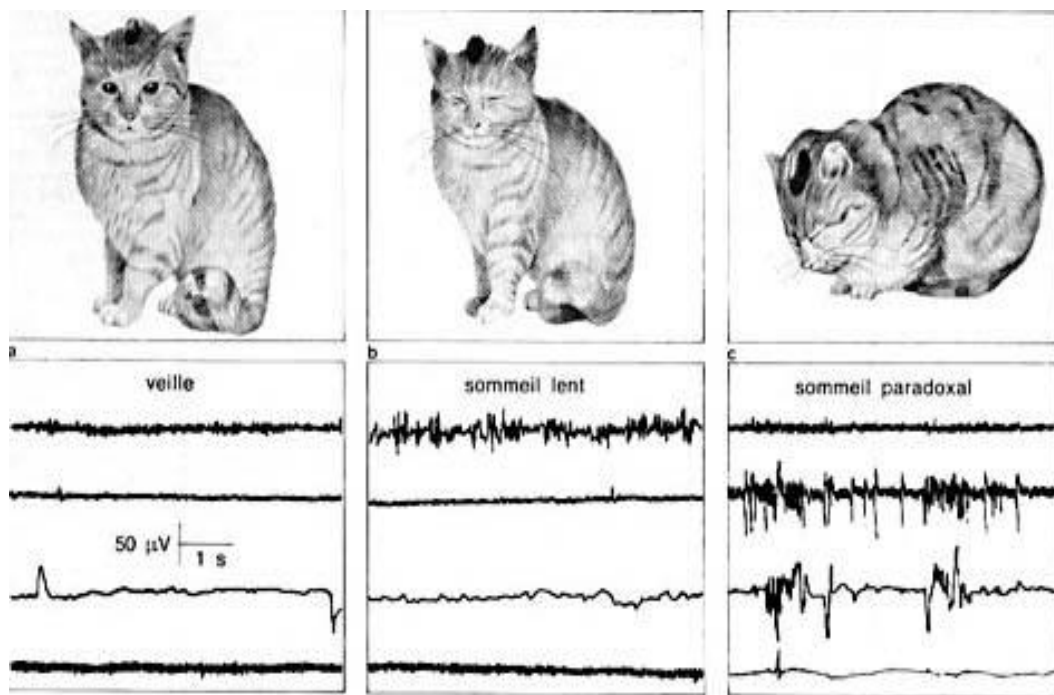 a
b
c
veille
sommeil lent
sommeil paradoxal
50 μV
1 s